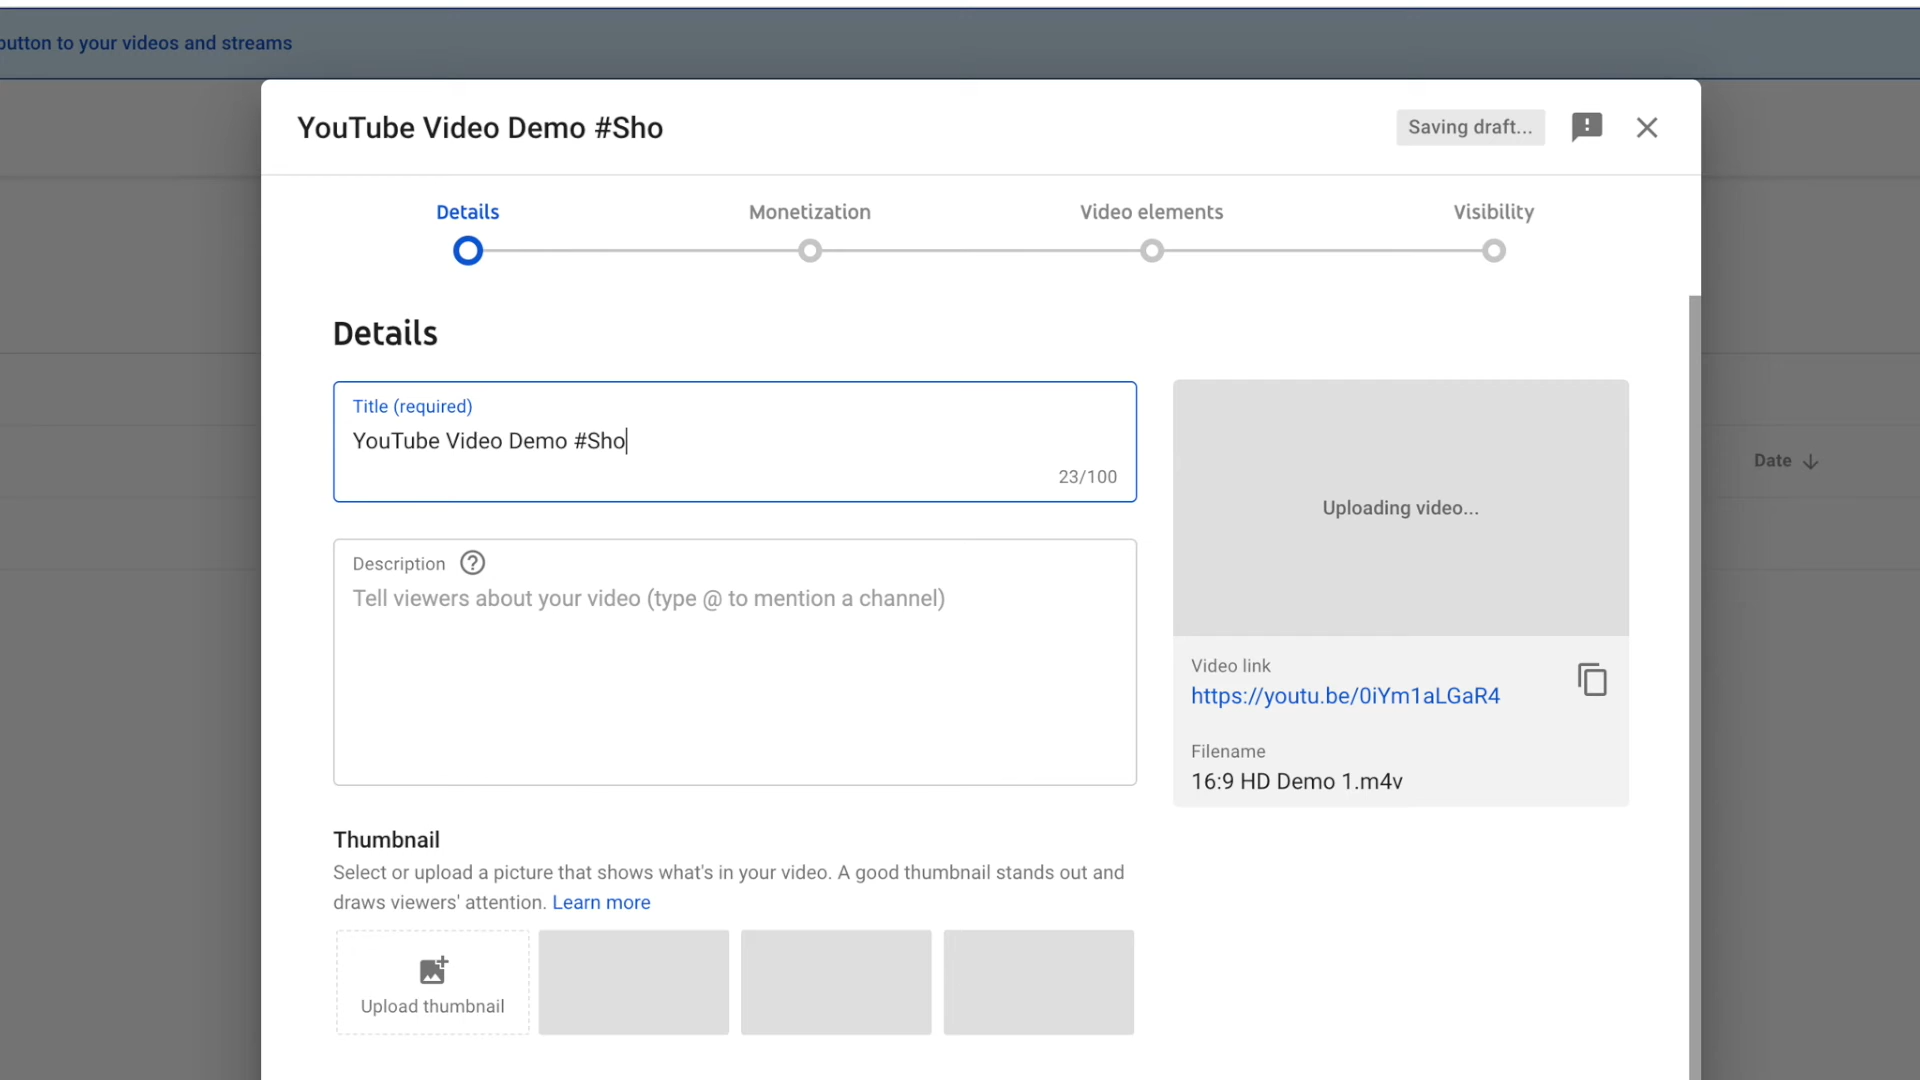 button to your videos and streams
YouTube Video Demo #Sho
Saving draft...
Details
Monetization
Video elements
Visibility
Details
Title (required)
YouTube Video Demo #Sho
23/100
Description
Tell viewers about your video (type @ to mention a channel)
Uploading video...
Video link
https://youtu.be/0iYm1aLGaR4
Filename
16:9 HD Demo 1.m4v
Date
Thumbnail
Select or upload a picture that shows what's in your video. A good thumbnail stands out and
draws viewers' attention. Learn more
Upload thumbnail